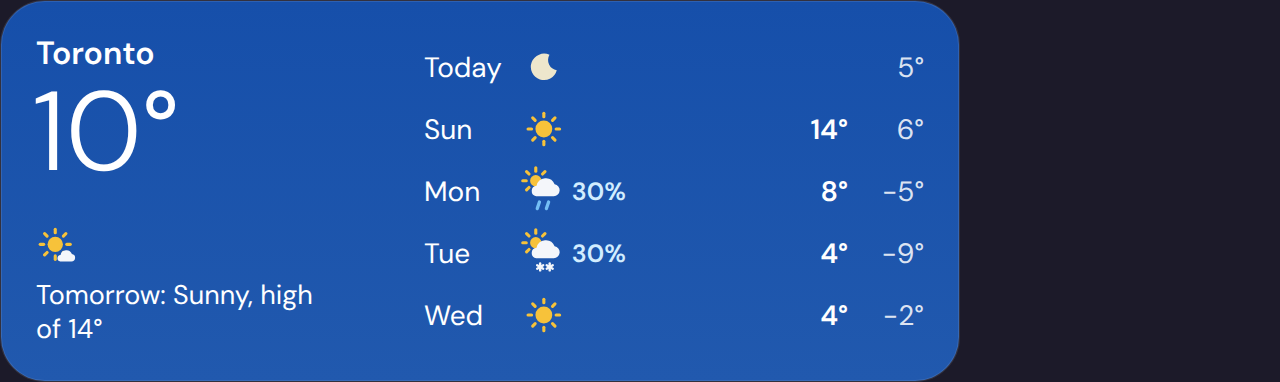 Toronto
10°
Tomorrow: Sunny, high
of 14°
Today 5°
Sun 14° 6°
Mon 30% 8° -5°
Tue 30% 4° -9°
Wed 4° -2°